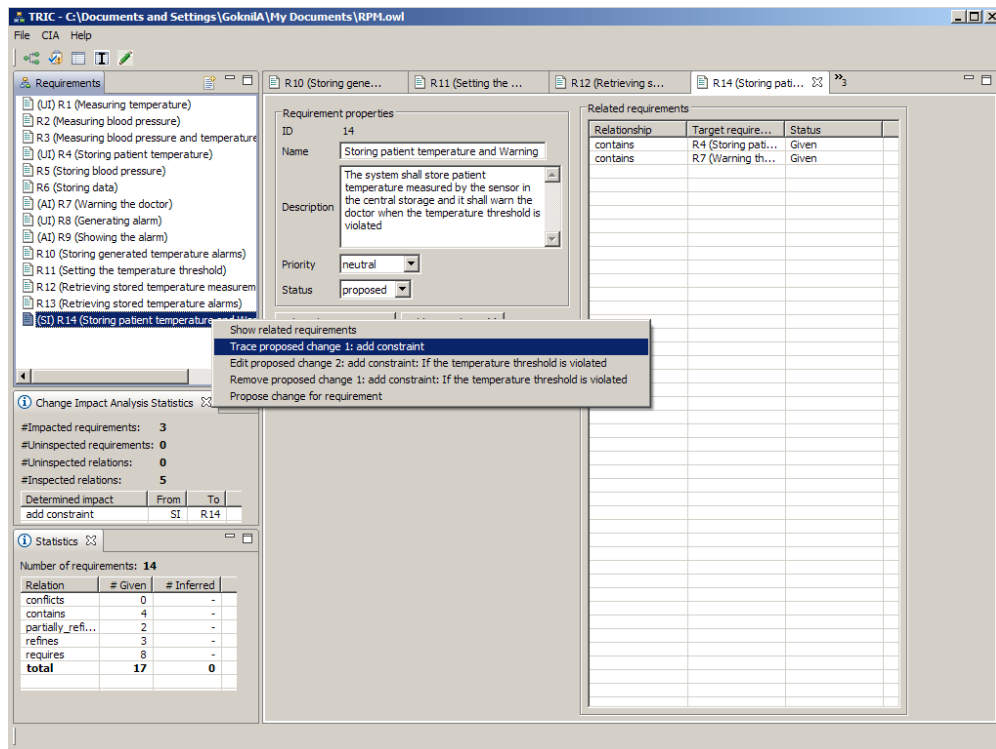 TRIC - C:\Documents and Settings\GoknilA\My Documents\RPM.owl
File CIA Help
Requirements
(UI) R1 (Measuring temperature)
R2 (Measuring blood pressure)
R3 (Measuring blood pressure and temperature
(UI) R4 (Storing patient temperature)
R5 (Storing blood pressure)
R6 (Storing data)
(AI) R7 (Warning the doctor)
(UI) R8 (Generating alarm)
(AI) R9 (Showing the alarm)
R10 (Storing generated temperature alarms)
R11 (Setting the temperature threshold)
R12 (Retrieving stored temperature measurem
R13 (Retrieving stored temperature alarms)
(SI) R14 (Storing patient temperature and
R10 (Storing gene...
R11 (Setting the ...
R12 (Retrieving s...
R14 (Storing pati...
»3
Requirement properties
ID 14
Name Storing patient temperature and Warning
Description
The system shall store patient
temperature measured by the sensor in
the central storage and it shall warn the
doctor when the temperature threshold is
violated
Priority neutral
Status proposed
Related requirements
Relationship Target require... Status
contains R4 (Storing pati... Given
contains R7 (Warning th... Given
Show related requirements
Trace proposed change 1: add constraint
Edit proposed change 2: add constraint: If the temperature threshold is violated
Remove proposed change 1: add constraint: If the temperature threshold is violated
Propose change for requirement
Change Impact Analysis Statistics
#Impacted requirements: 3
#Uninspected requirements: 0
#Uninspected relations: 0
#Inspected relations: 5
Determined impact From To
add constraint SI R14
Statistics
Number of requirements: 14
Relation # Given # Inferred
conflicts 0 -
contains 4 -
partially_refi... 2 -
refines 3 -
requires 8 -
total 17 0